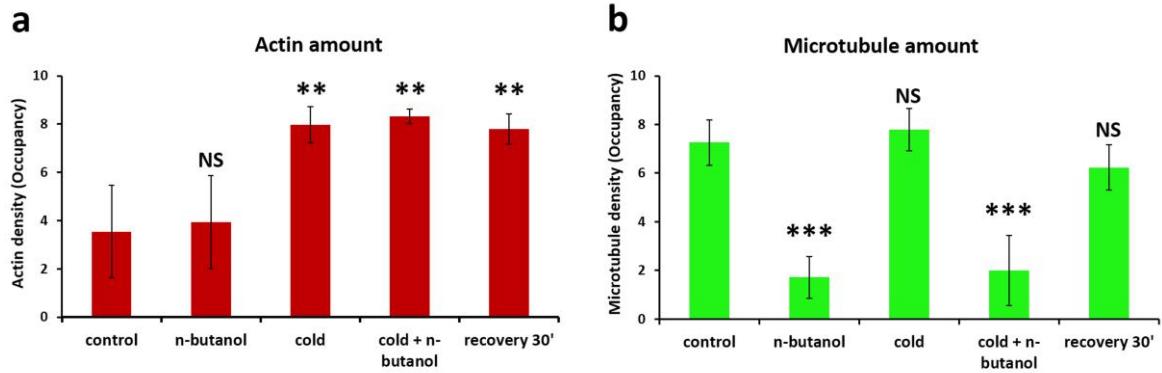 a
Actin amount
Actin density (Occupancy)
10
8
6
4
2
0
NS
**
**
**
control
n-butanol
cold
cold + n-
butanol
recovery 30'
b
Microtubule amount
Microtubule density (Occupancy)
10
8
6
4
2
0
***
NS
***
NS
control
n-butanol
cold
cold + n-
butanol
recovery 30'